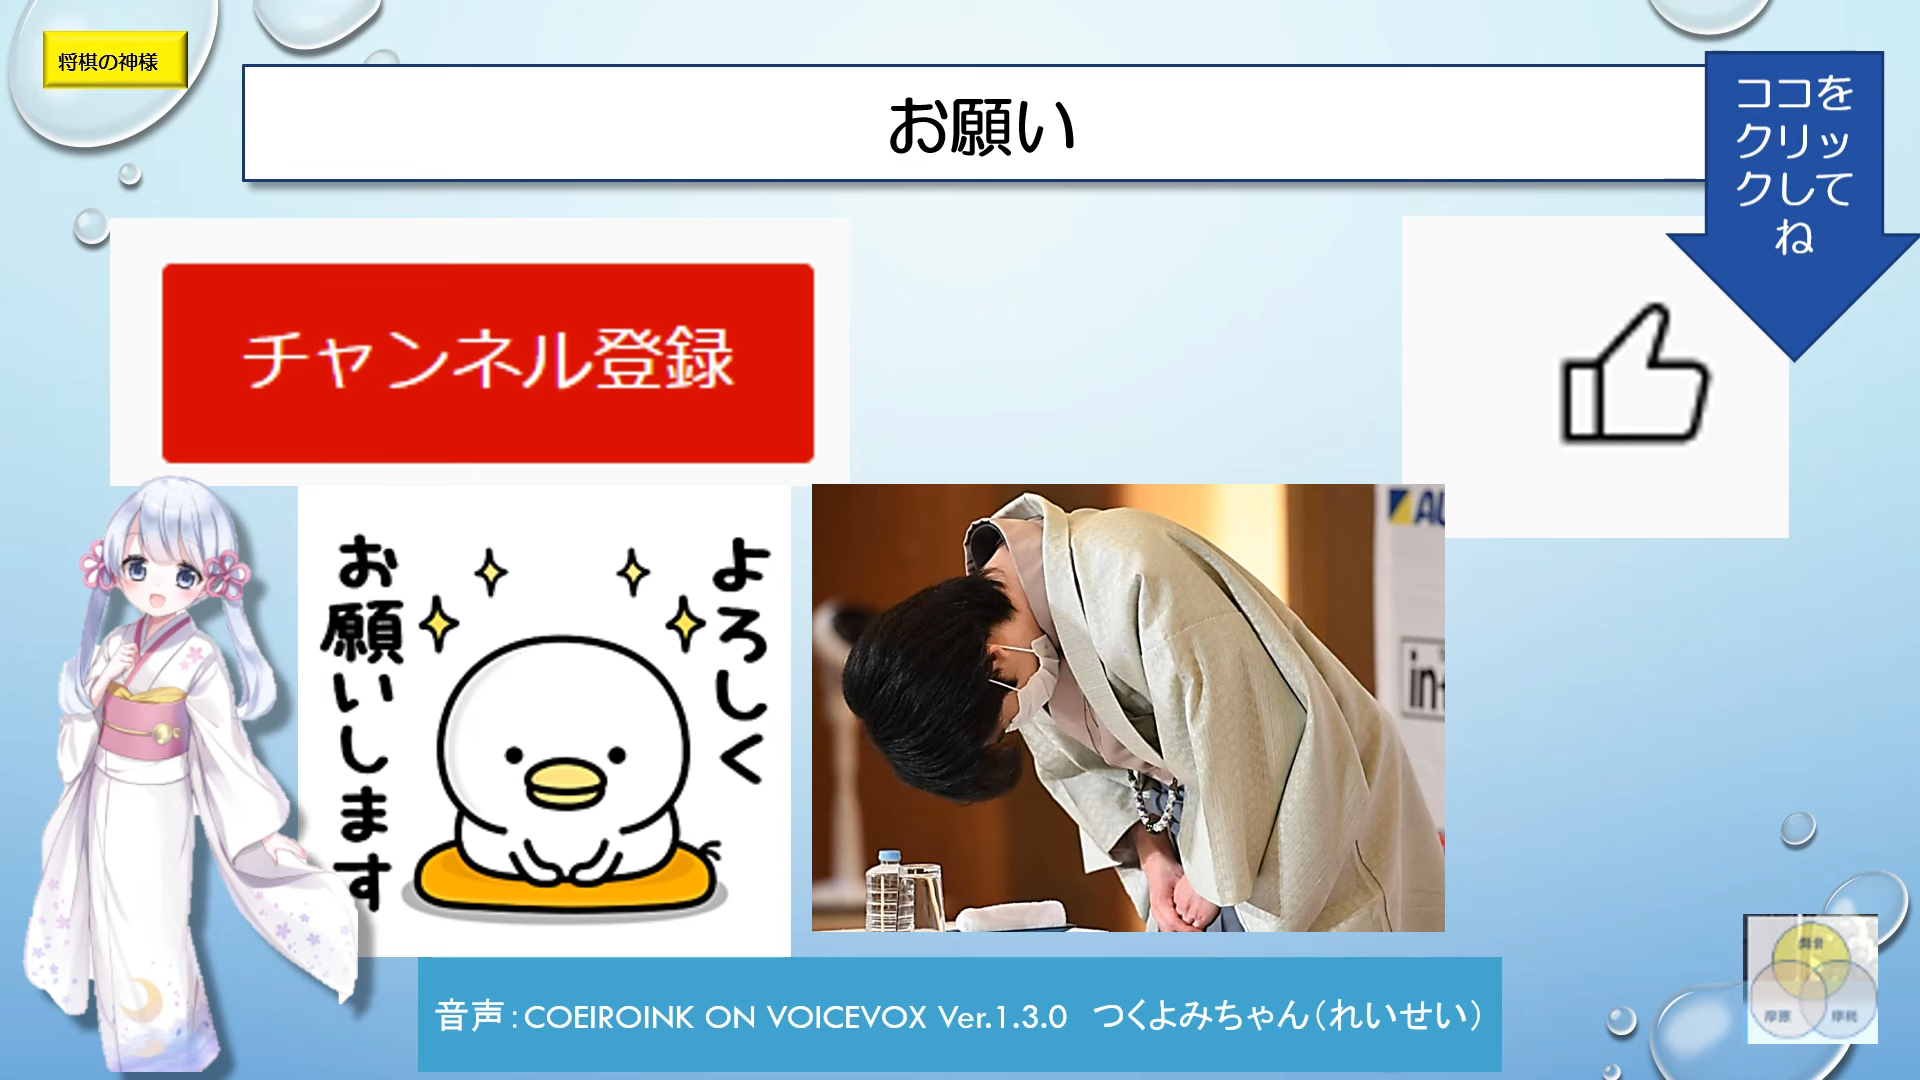 将棋の神様
お願い
ココを
クリッ
クして
ね
チャンネル登録
よろしく
お願いします
音声：COEIROINK ON VOICEVOX Ver.1.3.0　つくよみちゃん（れいせい）